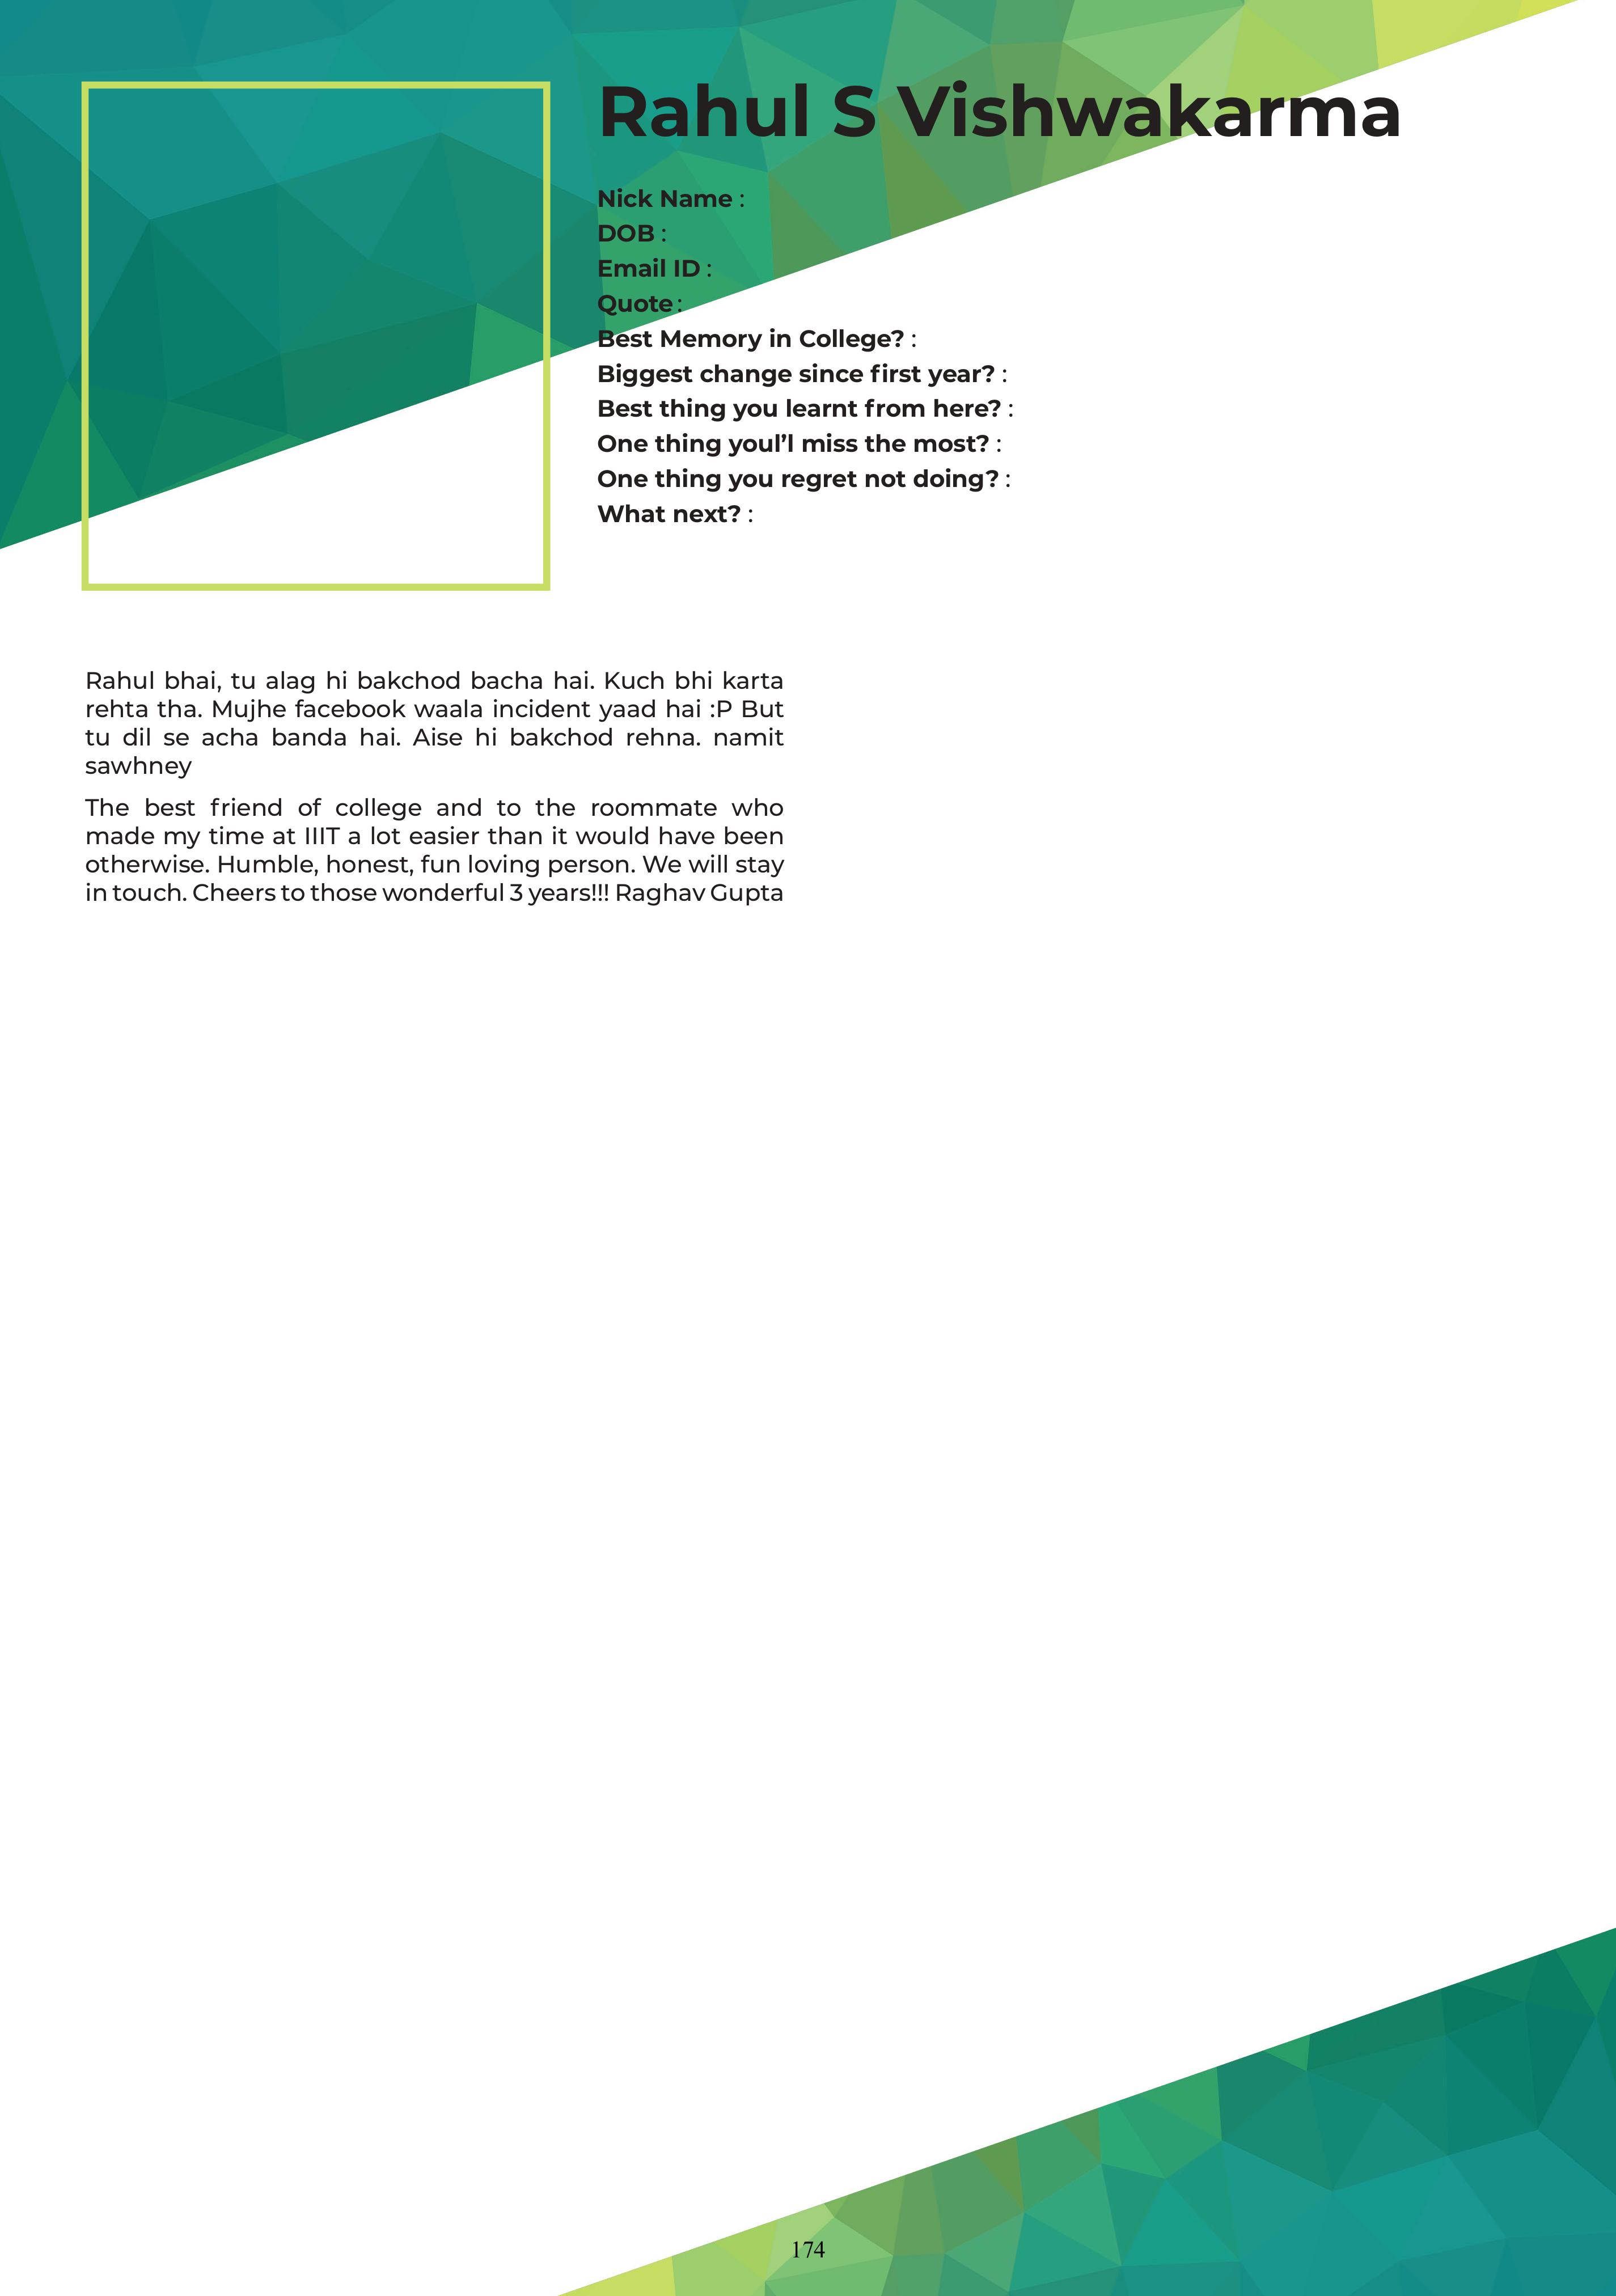 Rahul S Vishwakarma
Nick Name :
DOB :
Email ID :
Quote :
Best Memory in College? :
Biggest change since first year? :
Best thing you learnt from here? :
One thing youl’l miss the most? :
One thing you regret not doing? :
What next? :
Rahul bhai, tu alag hi bakchod bacha hai. Kuch bhi karta
rehta tha. Mujhe facebook waala incident yaad hai :P But
tu dil se acha banda hai. Aise hi bakchod rehna. namit
sawhney
The best friend of college and to the roommate who
made my time at IIIT a lot easier than it would have been
otherwise. Humble, honest, fun loving person. We will stay
in touch. Cheers to those wonderful 3 years!!! Raghav Gupta
174